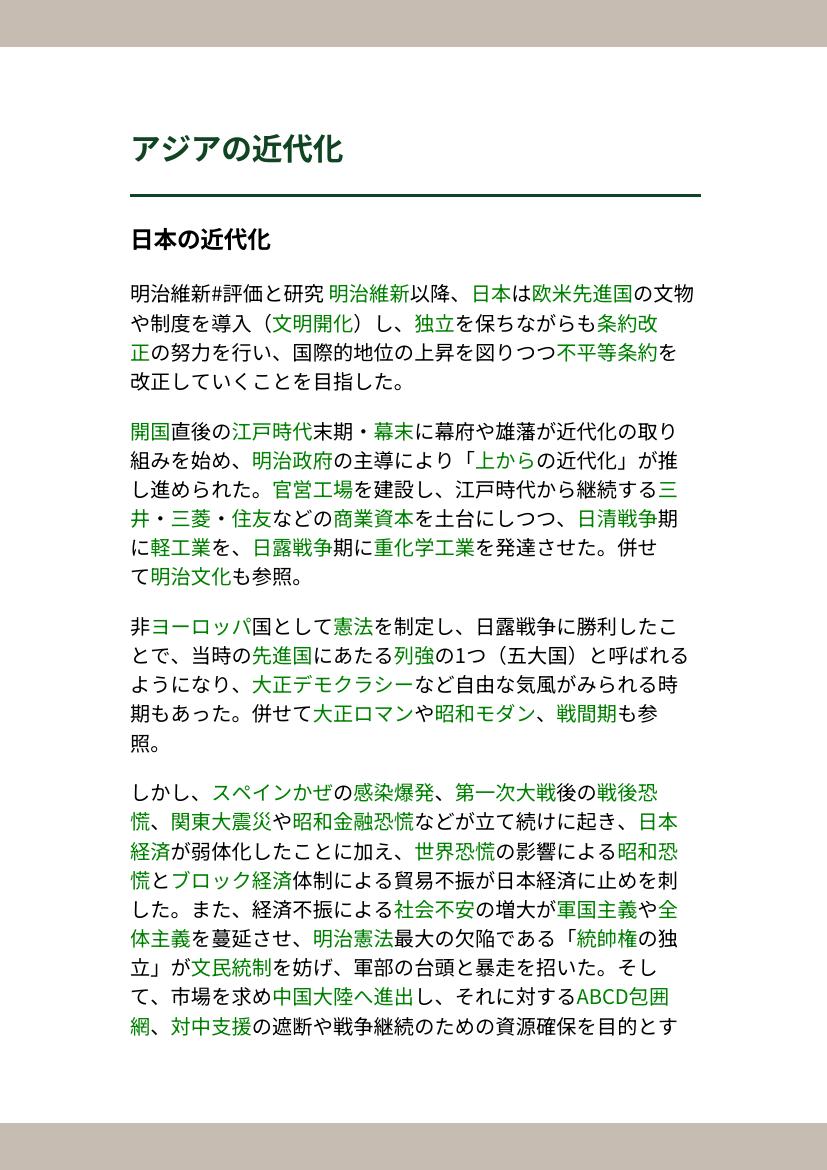 アジアの近代化
日本の近代化
明治維新#評価と研究 明治維新以降、日本は欧米先進国の文物
や制度を導入（文明開化）し、独立を保ちながらも条約改
正の努力を行い、国際的地位の上昇を図りつつ不平等条約を
改正していくことを目指した。
開国直後の江戸時代末期・幕末に幕府や雄藩が近代化の取り
組みを始め、明治政府の主導により「上からの近代化」が推
し進められた。官営工場を建設し、江戸時代から継続する三
井・三菱・住友などの商業資本を土台にしつつ、日清戦争期
に軽工業を、日露戦争期に重化学工業を発達させた。併せ
て明治文化も参照。
非ヨーロッパ国として憲法を制定し、日露戦争に勝利したこ
とで、当時の先進国にあたる列強の1つ（五大国）と呼ばれる
ようになり、大正デモクラシーなど自由な気風がみられる時
期もあった。併せて大正ロマンや昭和モダン、戦間期も参
照。
しかし、スペインかぜの感染爆発、第一次大戦後の戦後恐
慌、関東大震災や昭和金融恐慌などが立て続けに起き、日本
経済が弱体化したことに加え、世界恐慌の影響による昭和恐
慌とブロック経済体制による貿易不振が日本経済に止めを刺
した。また、経済不振による社会不安の増大が軍国主義や全
体主義を蔓延させ、明治憲法最大の欠陥である「統帥権の独
立」が文民統制を妨げ、軍部の台頭と暴走を招いた。そし
て、市場を求め中国大陸へ進出し、それに対するABCD包囲
網、対中支援の遮断や戦争継続のための資源確保を目的とす